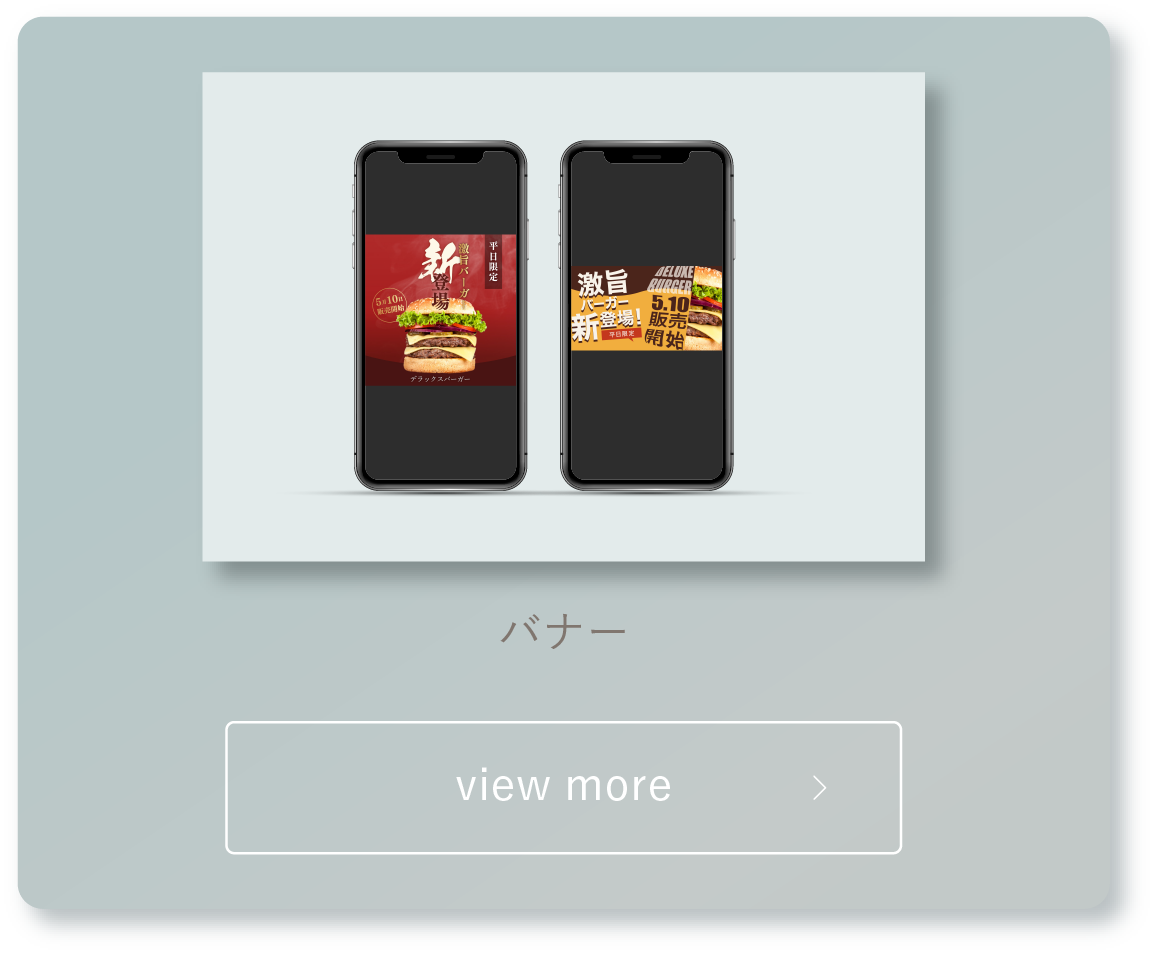 平日限定
激旨バーガー
新登場
5月10日
販売開始
デラックスバーガー
激旨
バーガー
新登場!
平日限定
DELUXE
BURGER
5.10
販売
開始
バナー
view more